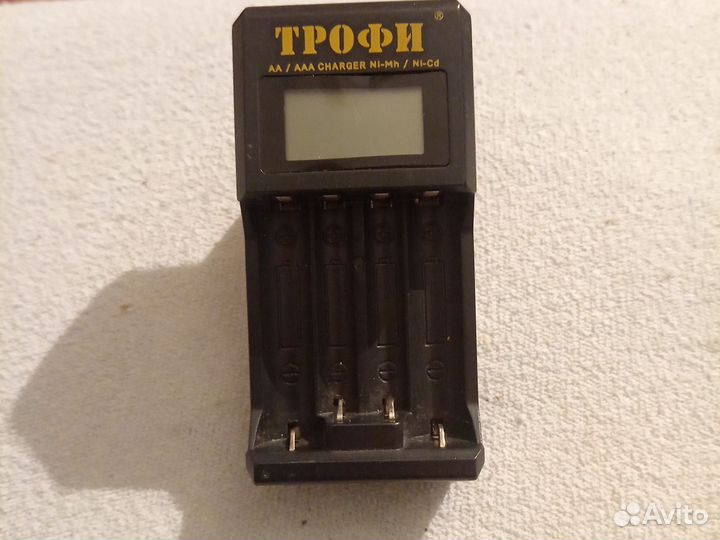 ТРОФИ ®
AA / AAA CHARGER Ni-Mh / Ni-Cd
Avito